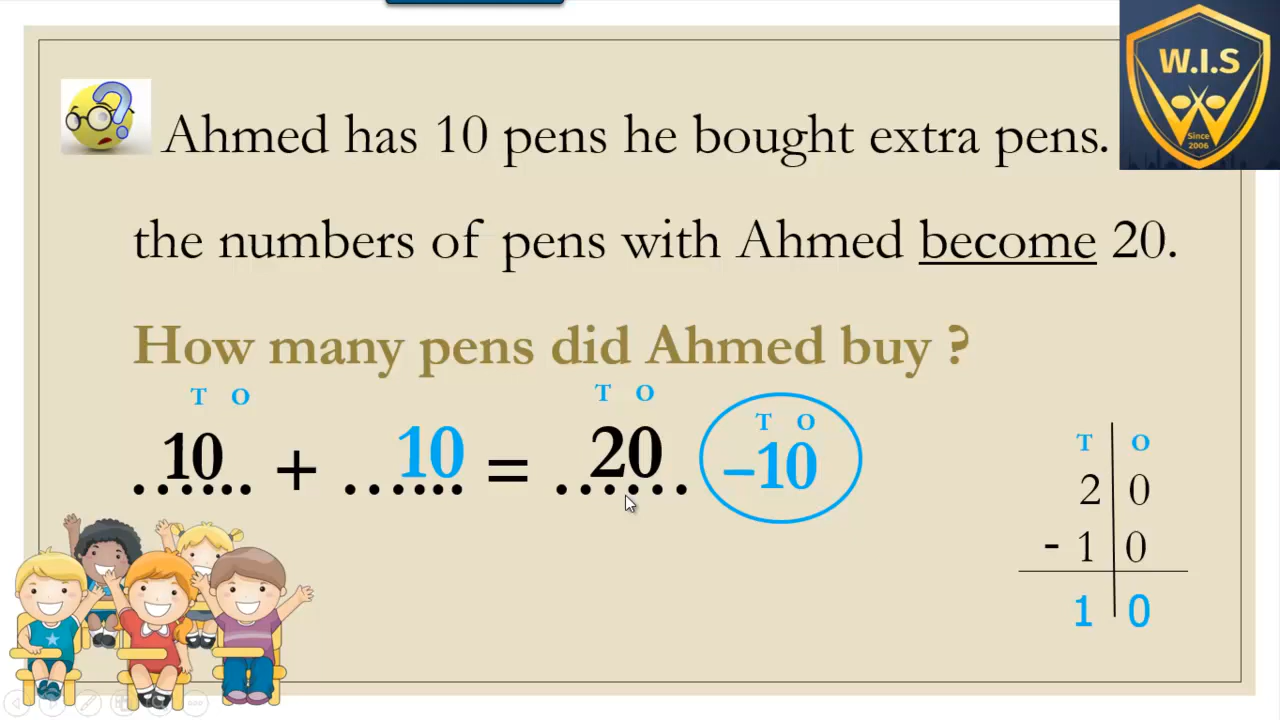 W.I.S
Since
2006
Ahmed has 10 pens he bought extra pens.
the numbers of pens with Ahmed become 20.
How many pens did Ahmed buy ?
T O
T O
T O
10 + 10 = 20 –10
T O
2 0
- 1 0
1 0